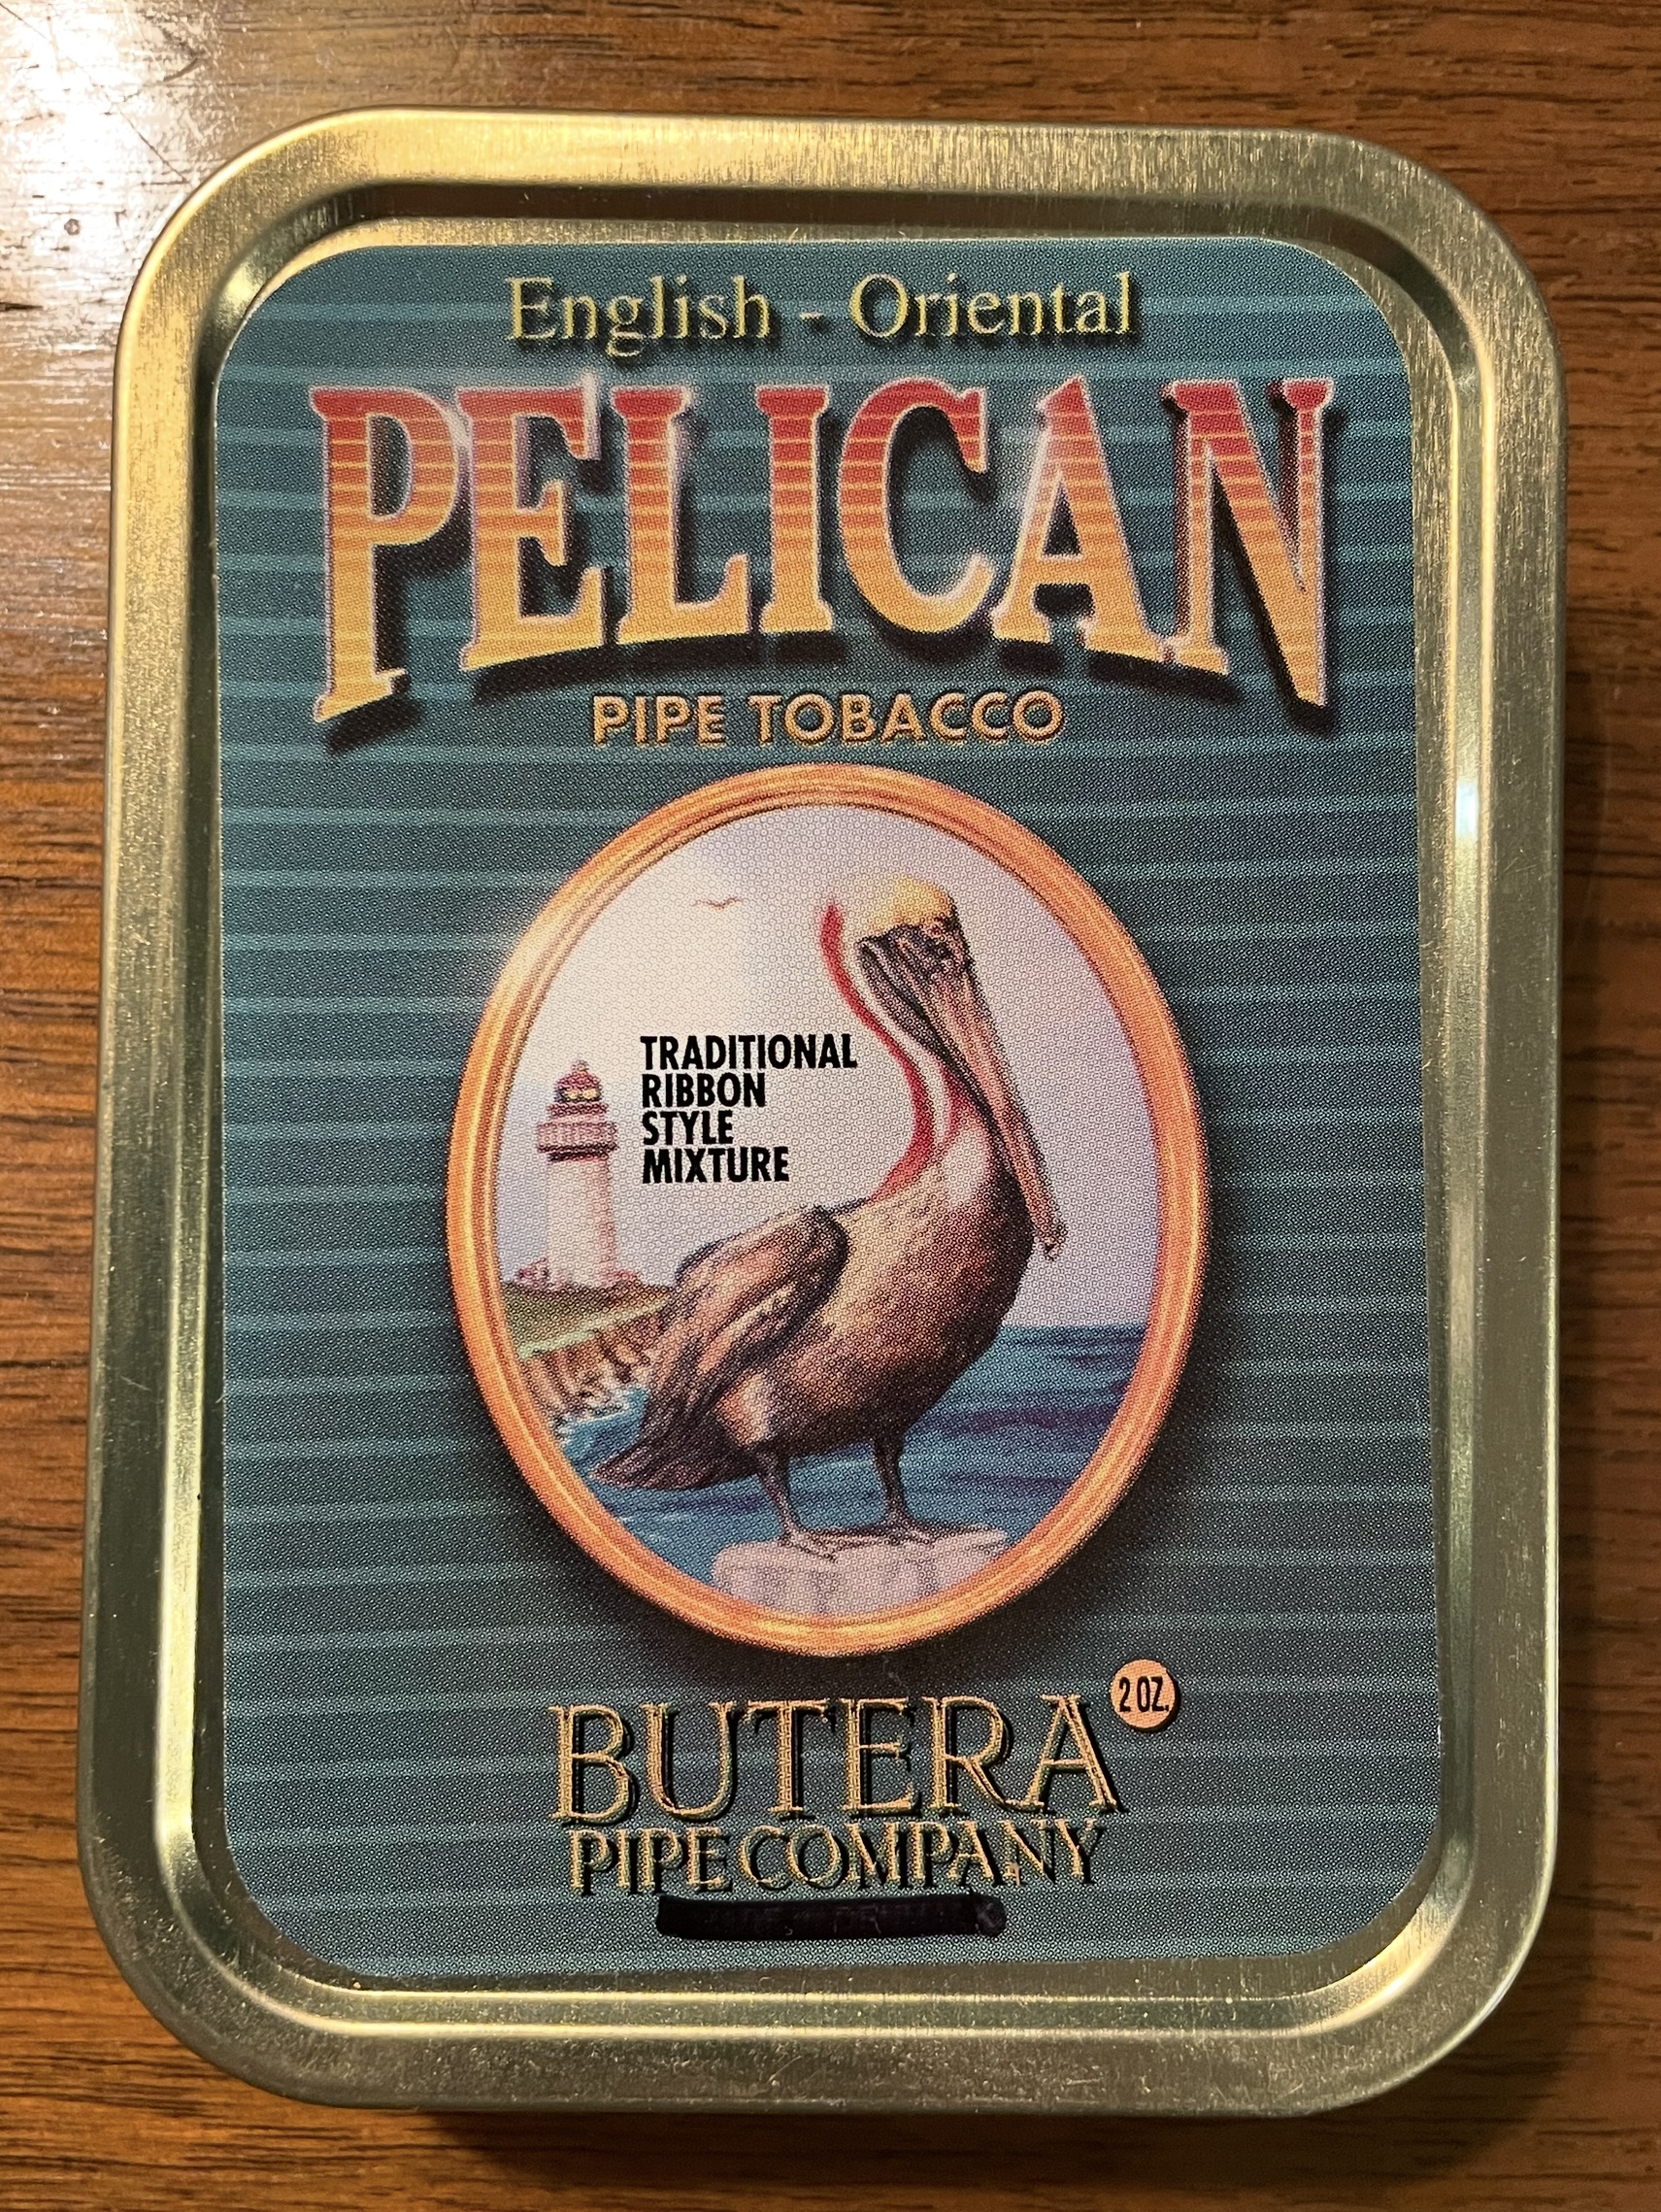 English - Oriental
PELICAN
PIPE TOBACCO
TRADITIONAL
RIBBON
STYLE
MIXTURE
2 OZ.
BUTERA
PIPE COMPANY